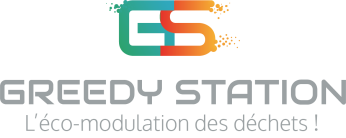 GS
GREEDY STATION
L'éco-modulation des déchets !